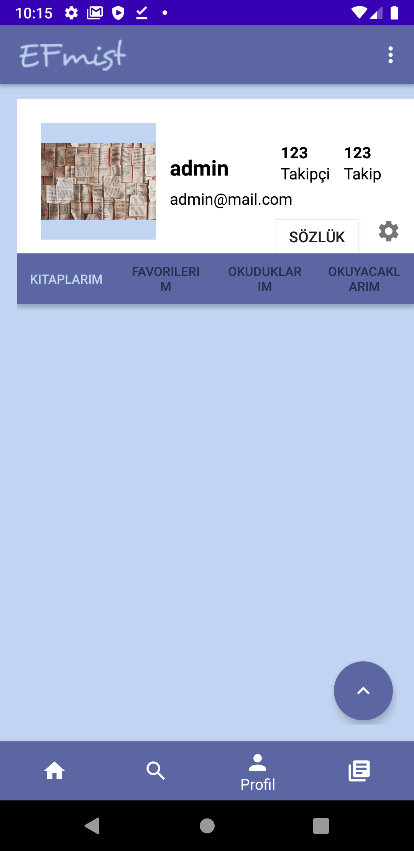 10:15
EFmist
admin
123
Takipçi
123
Takip
admin@mail.com
SÖZLÜK
KITAPLARIM
FAVORILERI
M
OKUDUKLAR
IM
OKUYACAKL
ARIM
Profil